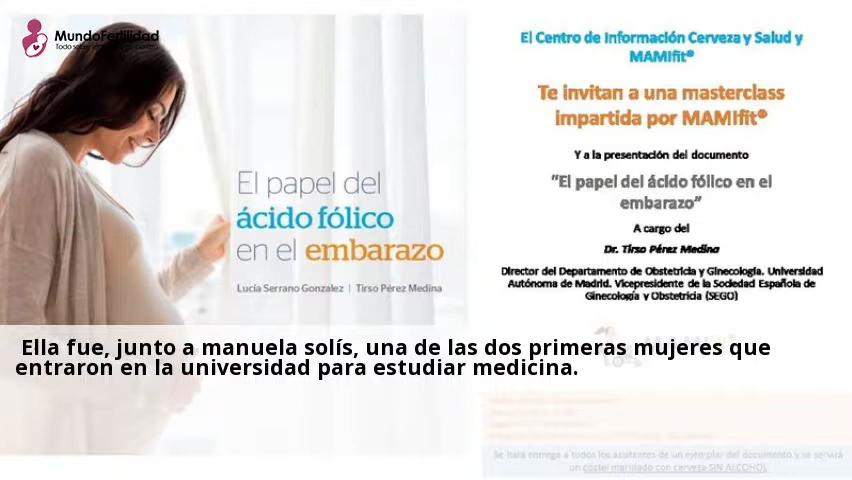 MundoFertilidad
El papel del
ácido fólico
en el embarazo
Lucía Serrano Gonzalez | Tirso Pérez Medina
El Centro de Información Cerveza y Salud y
MAMIfit®
Te invitan a una masterclass
impartida por MAMIfit®
Y a la presentación del documento
"El papel del ácido fólico en el
embarazo"
A cargo del
Dr. Tirso Pérez Medina
Director del Departamento de Obstetricia y Ginecología. Universidad
Autónoma de Madrid. Vicepresidente de la Sociedad Española de
Ginecología y Obstetricia (SEGO)
Ella fue, junto a manuela solís, una de las dos primeras mujeres que
entraron en la universidad para estudiar medicina.
Se hará entrega a todos los asistentes de un ejemplar del documento y se servirá
un cóctel maridado con cerveza SIN ALCOHOL